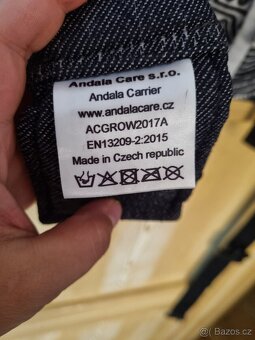 Andala Care s.r.o.
Andala Carrier
www.andalacare.cz
ACGROW2017A
EN13209-2:2015
Made in Czech republic
Bazos.cz